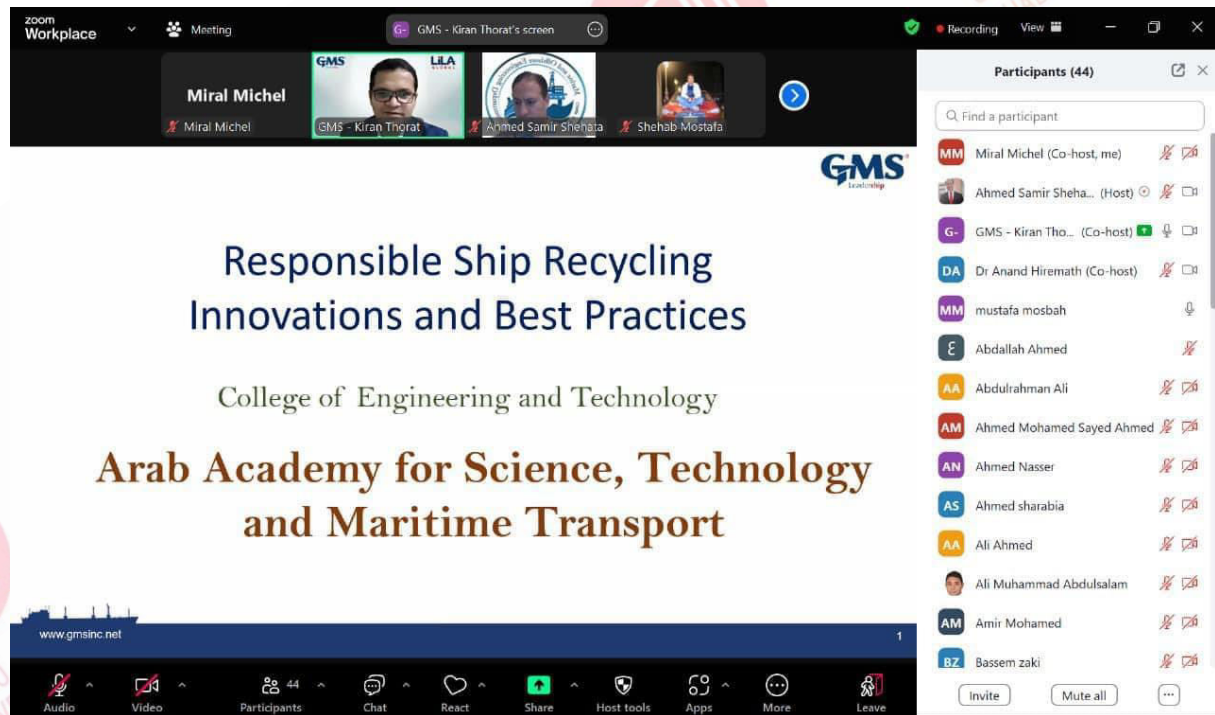 zoom
Workplace
Meeting
G- GMS - Kiran Thorat's screen
Recording
View
Miral Michel
Miral Michel
GMS
LiLA
GLOBAL
GMS - Kiran Thorat
Ahmed Samir Shehata
Shehab Mostafa
GMS
Leadership
Responsible Ship Recycling
Innovations and Best Practices
College of Engineering and Technology
Arab Academy for Science, Technology
and Maritime Transport
www.gmsinc.net
1
Participants (44)
Find a participant
MM Miral Michel (Co-host, me)
Ahmed Samir Sheha... (Host)
G- GMS - Kiran Tho... (Co-host)
DA Dr Anand Hiremath (Co-host)
MM mustafa mosbah
ع Abdallah Ahmed
AA Abdulrahman Ali
AM Ahmed Mohamed Sayed Ahmed
AN Ahmed Nasser
AS Ahmed sharabia
AA Ali Ahmed
Ali Muhammad Abdulsalam
AM Amir Mohamed
BZ Bassem zaki
Invite
Mute all
Audio
Video
44
Participants
Chat
React
Share
Host tools
Apps
More
Leave